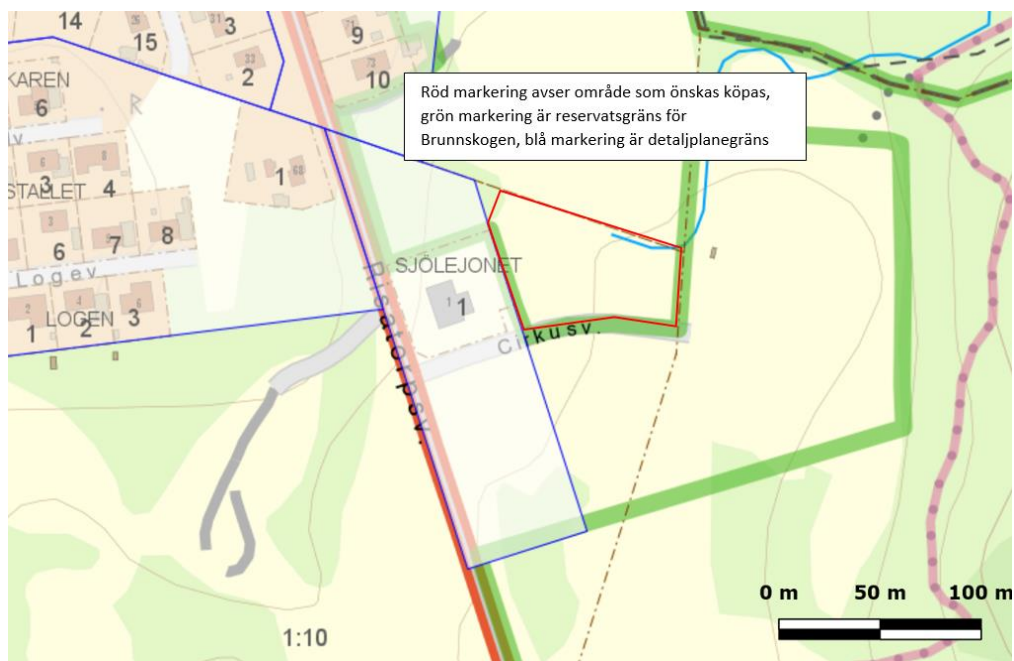 14
15
3
2
9
10
KAREN
6
Röd markering avser område som önskas köpas,
grön markering är reservatsgräns för
Brunnskogen, blå markering är detaljplanegräns
3
4
STALLET
1
6
7
8
Logev
LOGEN
1
2
3
SJÖLEJONET
1
Cirkusv.
Risatorpsv.
0 m 50 m 100 m
1:10